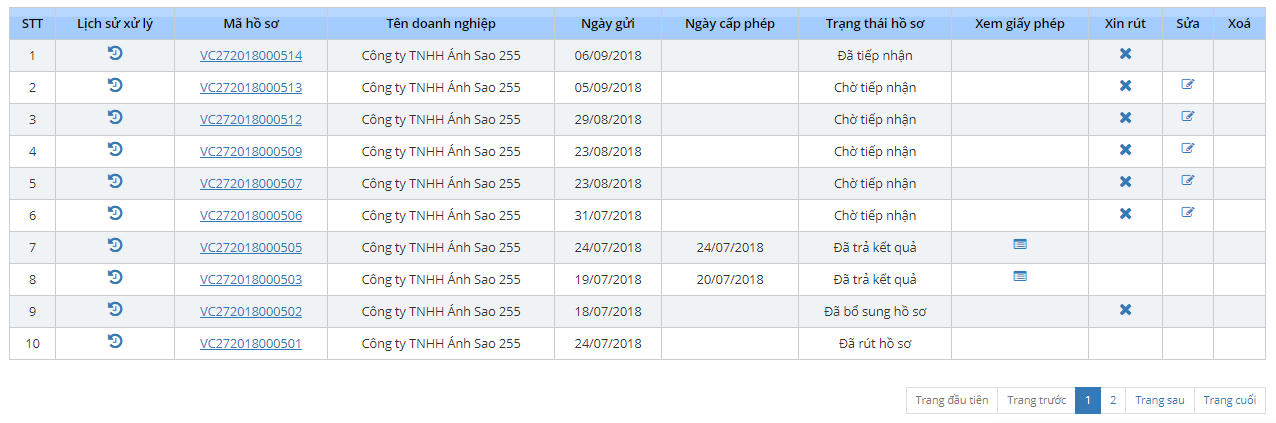 STT Lịch sử xử lý Mã hồ sơ Tên doanh nghiệp Ngày gửi Ngày cấp phép Trạng thái hồ sơ Xem giấy phép Xin rút Sửa Xoá
1 VC272018000514 Công ty TNHH Ánh Sao 255 06/09/2018 Đã tiếp nhận
2 VC272018000513 Công ty TNHH Ánh Sao 255 05/09/2018 Chờ tiếp nhận
3 VC272018000512 Công ty TNHH Ánh Sao 255 29/08/2018 Chờ tiếp nhận
4 VC272018000509 Công ty TNHH Ánh Sao 255 23/08/2018 Chờ tiếp nhận
5 VC272018000507 Công ty TNHH Ánh Sao 255 23/08/2018 Chờ tiếp nhận
6 VC272018000506 Công ty TNHH Ánh Sao 255 31/07/2018 Chờ tiếp nhận
7 VC272018000505 Công ty TNHH Ánh Sao 255 24/07/2018 24/07/2018 Đã trả kết quả
8 VC272018000503 Công ty TNHH Ánh Sao 255 19/07/2018 20/07/2018 Đã trả kết quả
9 VC272018000502 Công ty TNHH Ánh Sao 255 18/07/2018 Đã bổ sung hồ sơ
10 VC272018000501 Công ty TNHH Ánh Sao 255 24/07/2018 Đã rút hồ sơ
Trang đầu tiên Trang trước 1 2 Trang sau Trang cuối